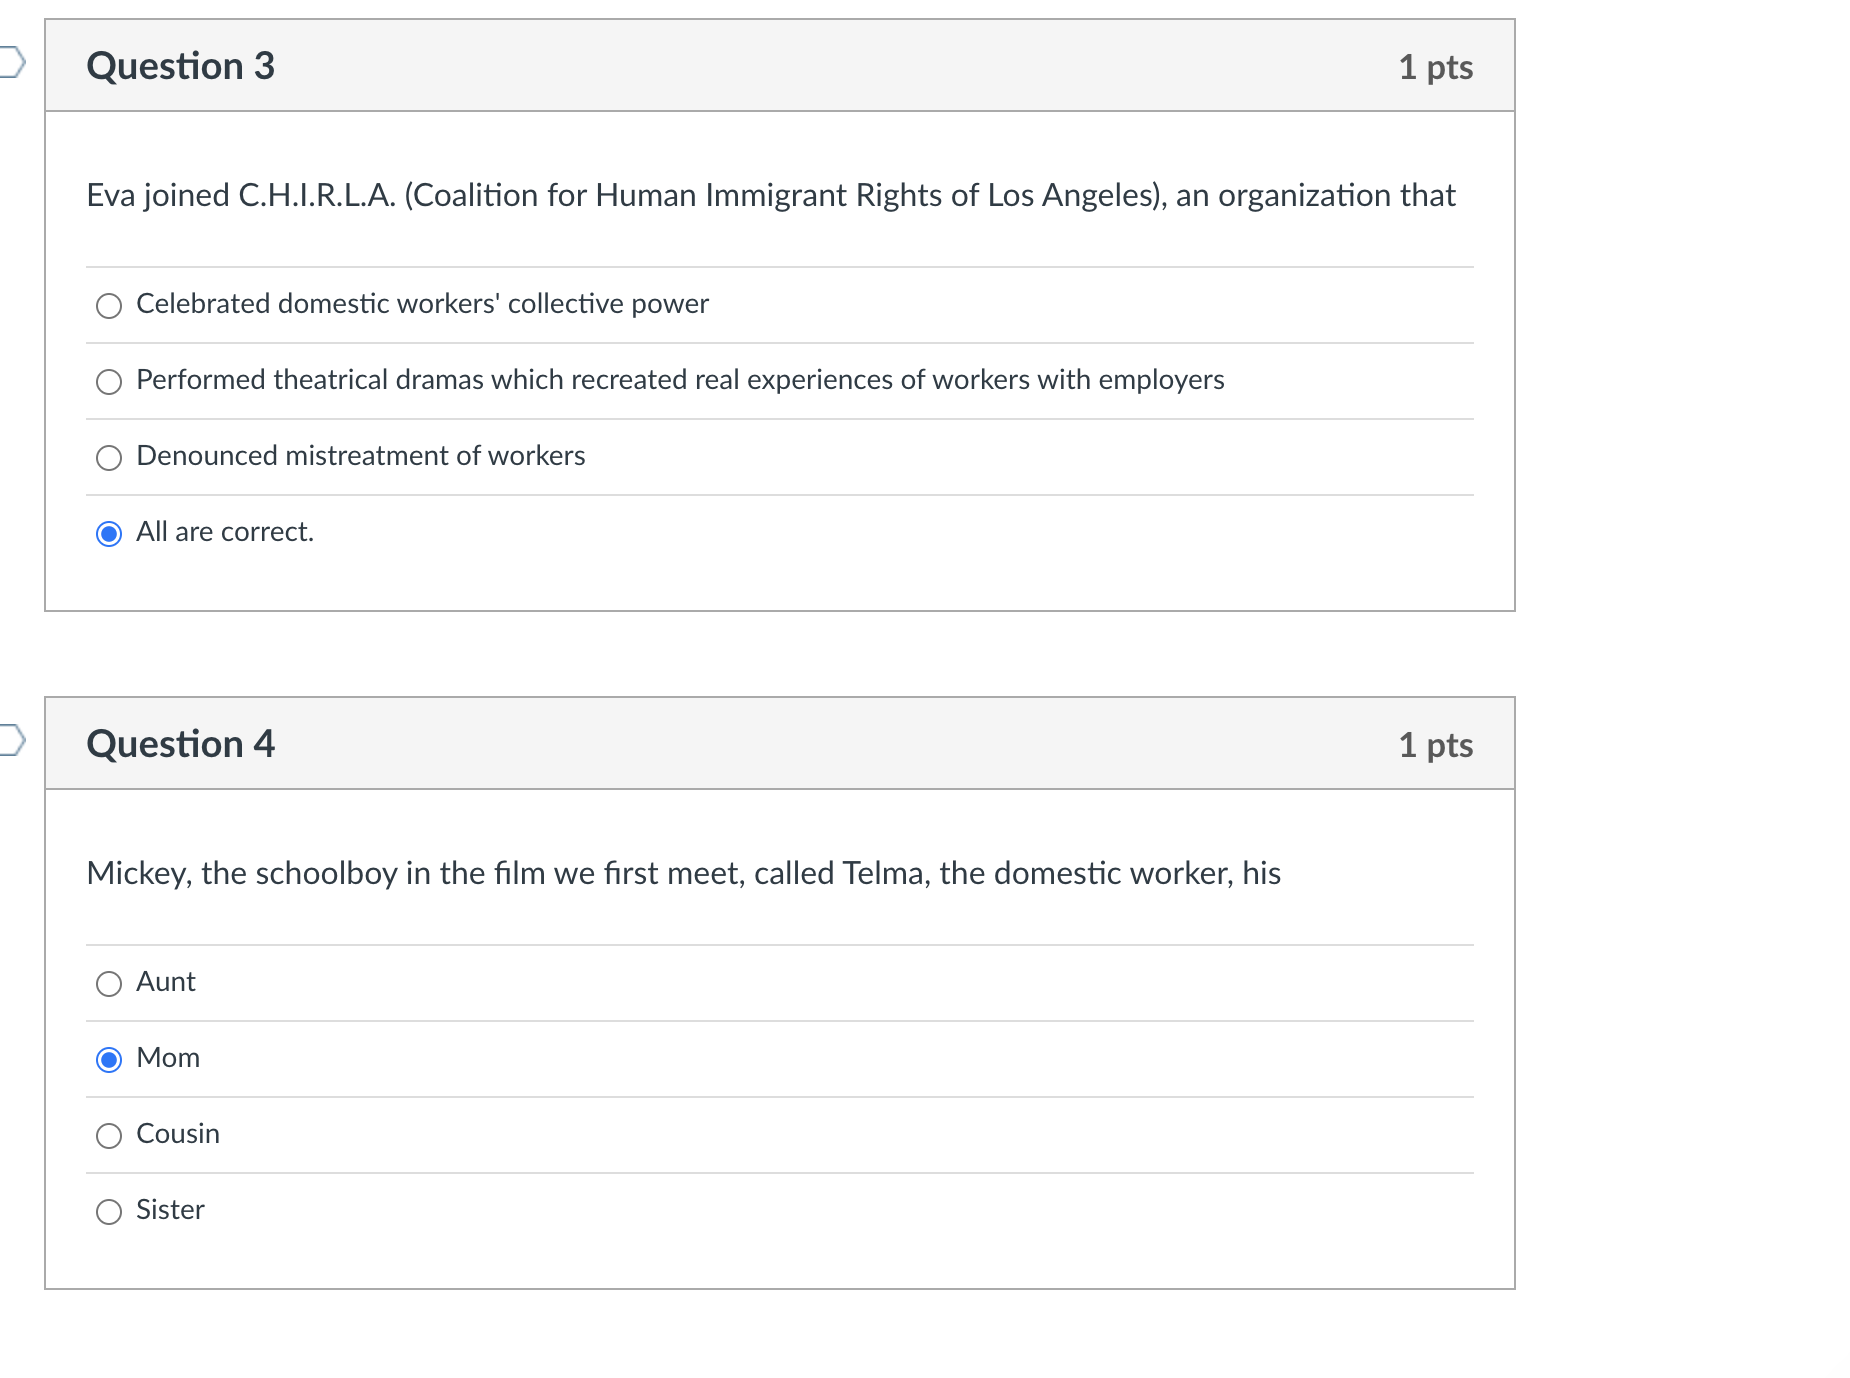 Question 3
1 pts
Eva joined C.H.I.R.L.A. (Coalition for Human Immigrant Rights of Los Angeles), an organization that
Celebrated domestic workers' collective power
Performed theatrical dramas which recreated real experiences of workers with employers
Denounced mistreatment of workers
All are correct.
Question 4
1 pts
Mickey, the schoolboy in the film we first meet, called Telma, the domestic worker, his
Aunt
Mom
Cousin
Sister